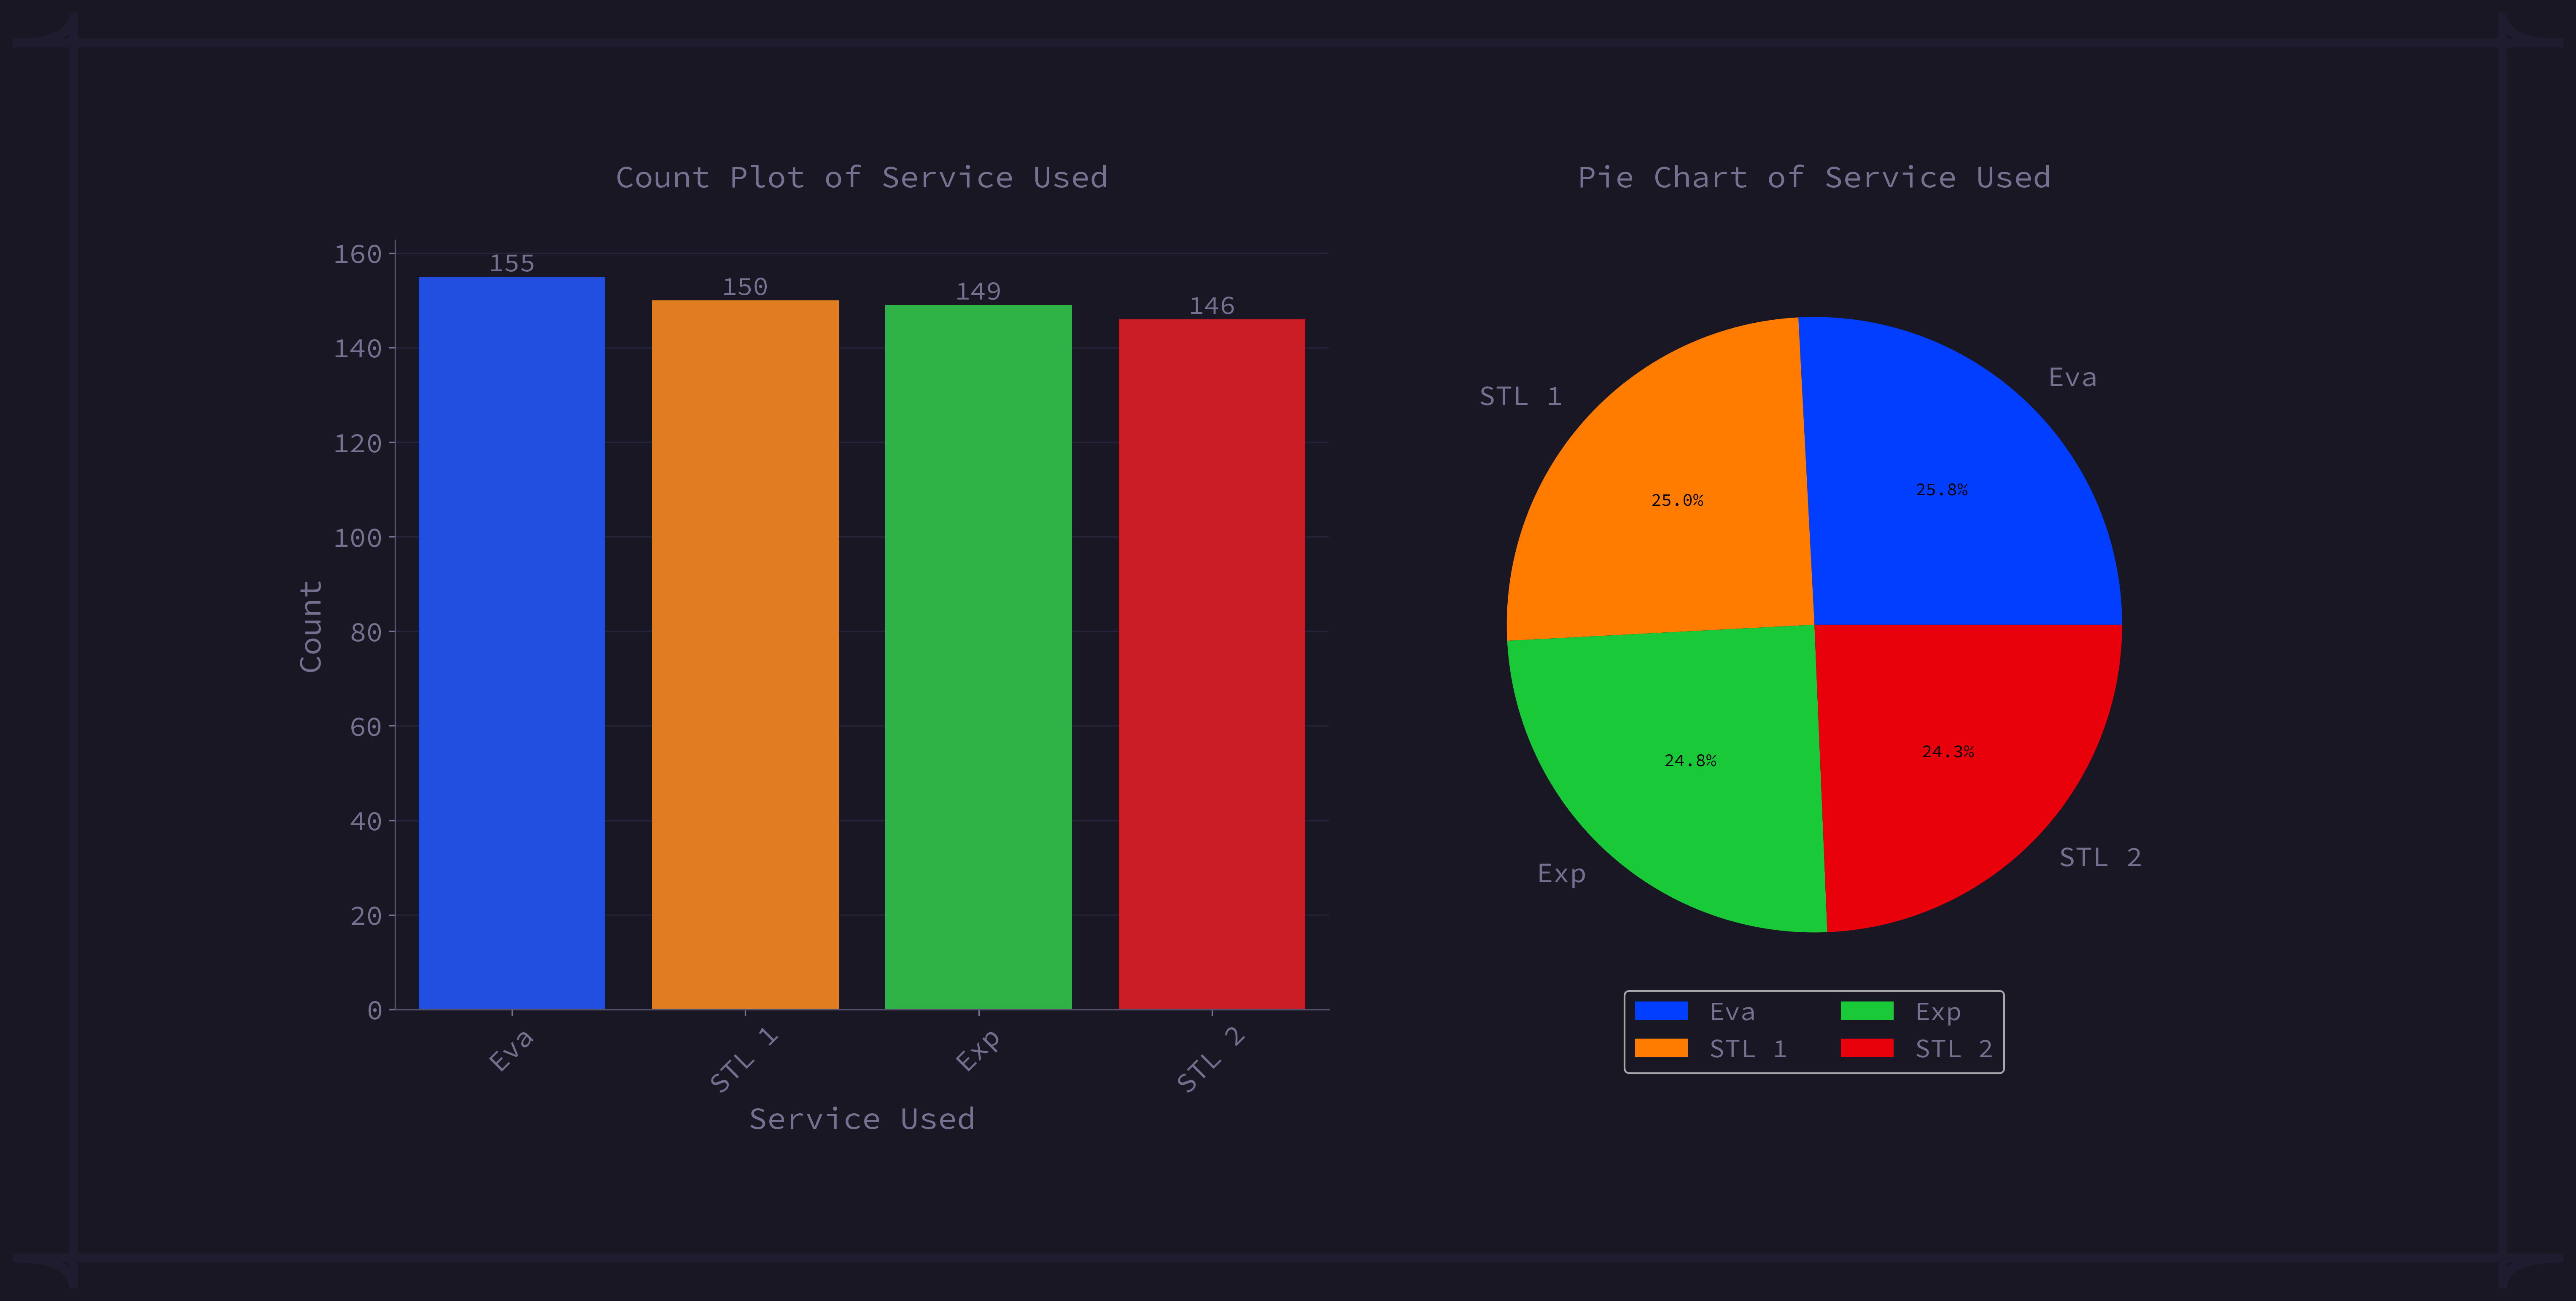 Count Plot of Service Used
160
140
120
100
80
60
40
20
0
Count
155
150
149
146
Eva
STL 1
Exp
STL 2
Service Used
Pie Chart of Service Used
Eva
STL 1
Exp
STL 2
25.8%
25.0%
24.8%
24.3%
Eva
STL 1
Exp
STL 2